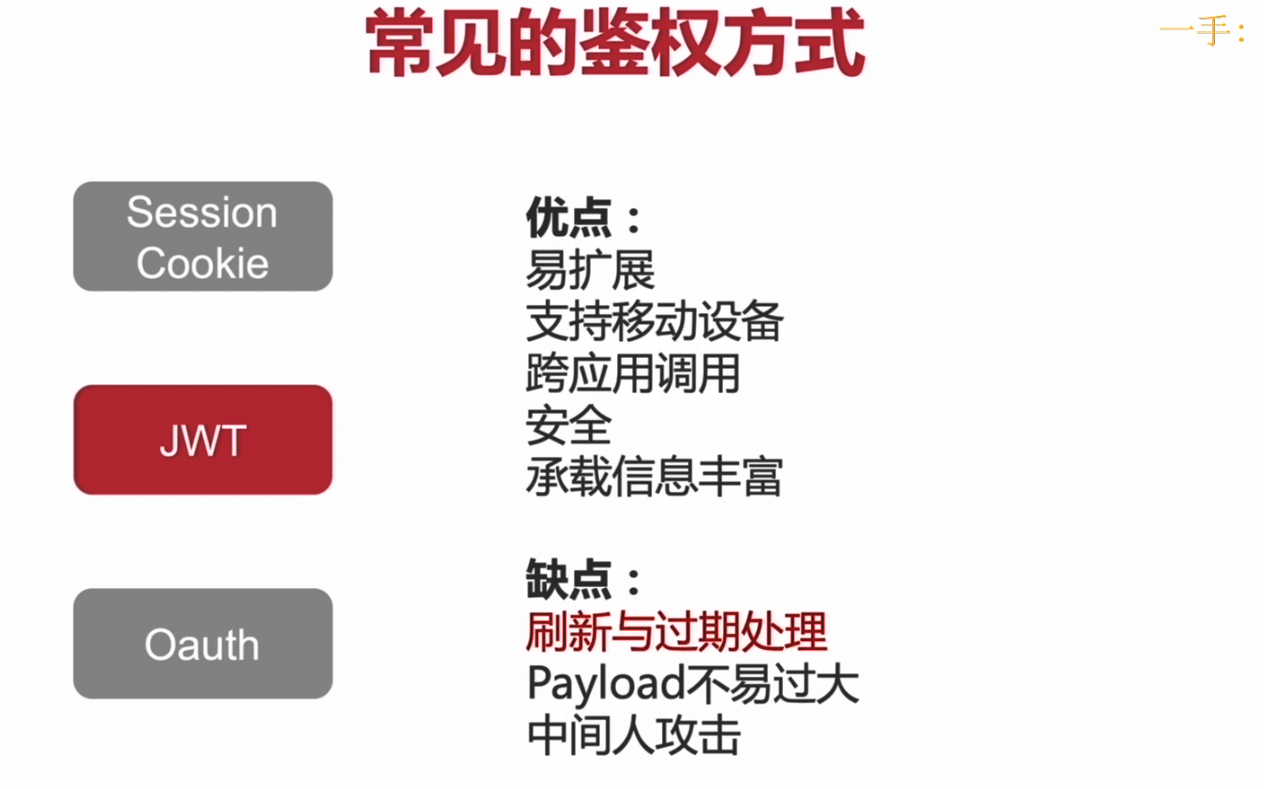 常见的鉴权方式
一手：
Session
Cookie
JWT
Oauth
优点：
易扩展
支持移动设备
跨应用调用
安全
承载信息丰富
缺点：
刷新与过期处理
Payload不易过大
中间人攻击